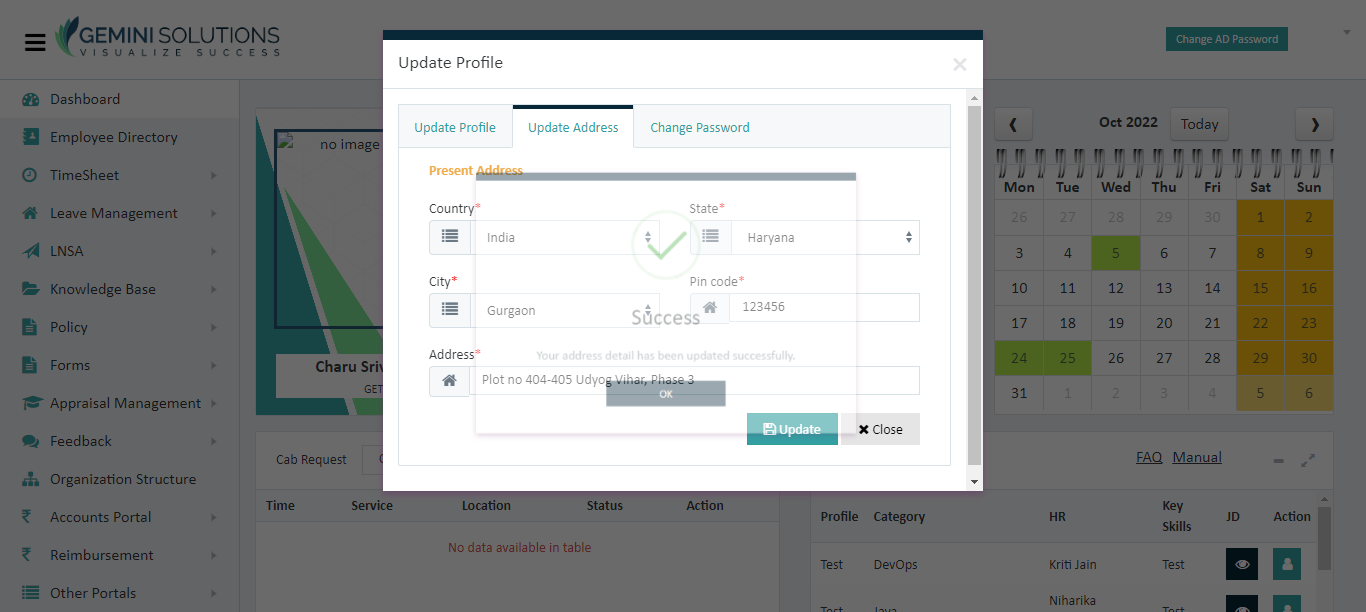 GEMINI SOLUTIONS
VISUALIZE SUCCESS
Change AD Password
Dashboard
Employee Directory
TimeSheet
Leave Management
LNSA
Knowledge Base
Policy
Forms
Appraisal Management
Feedback
Organization Structure
Accounts Portal
Reimbursement
Other Portals
no image
Charu Sriv
GET
Update Profile
×
Update Profile
Update Address
Change Password
Present Address
Country*
State*
India
Haryana
City*
Pin code*
Gurgaon
123456
Success
Address*
Your address detail has been updated successfully.
Plot no 404-405 Udyog Vihar, Phase 3
OK
Update
Close
Oct 2022
Today
Mon Tue Wed Thu Fri Sat Sun
26 27 28 29 30 1 2
3 4 5 6 7 8 9
10 11 12 13 14 15 16
17 18 19 20 21 22 23
24 25 26 27 28 29 30
31 1 2 3 4 5 6
Cab Request
Time Service Location Status Action
No data available in table
FAQ Manual
Profile Category HR Key Skills JD Action
Test DevOps Kriti Jain Test
Test Java Niharika Test